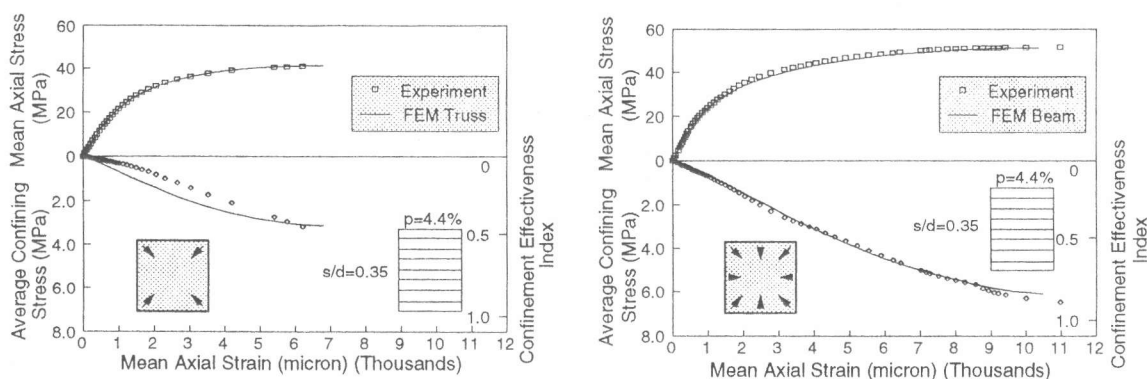 Mean Axial Stress
(MPa)
60
40
20
0
Experiment
FEM Truss
Average Confining
Stress (MPa)
2.0
4.0
6.0
8.0
p=4.4%
s/d=0.35
0
0.5
1.0
Confinement Effectiveness
Index
0 1 2 3 4 5 6 7 8 9 10 11 12
Mean Axial Strain (micron) (Thousands)
Mean Axial Stress
(MPa)
60
50
40
30
20
10
0
Experiment
FEM Beam
Average Confining
Stress (MPa)
2.0
4.0
6.0
8.0
p=4.4%
s/d=0.35
0
0.5
1.0
Confinement Effectiveness
Index
0 1 2 3 4 5 6 7 8 9 10 11 12
Mean Axial Strain (micron) (Thousands)